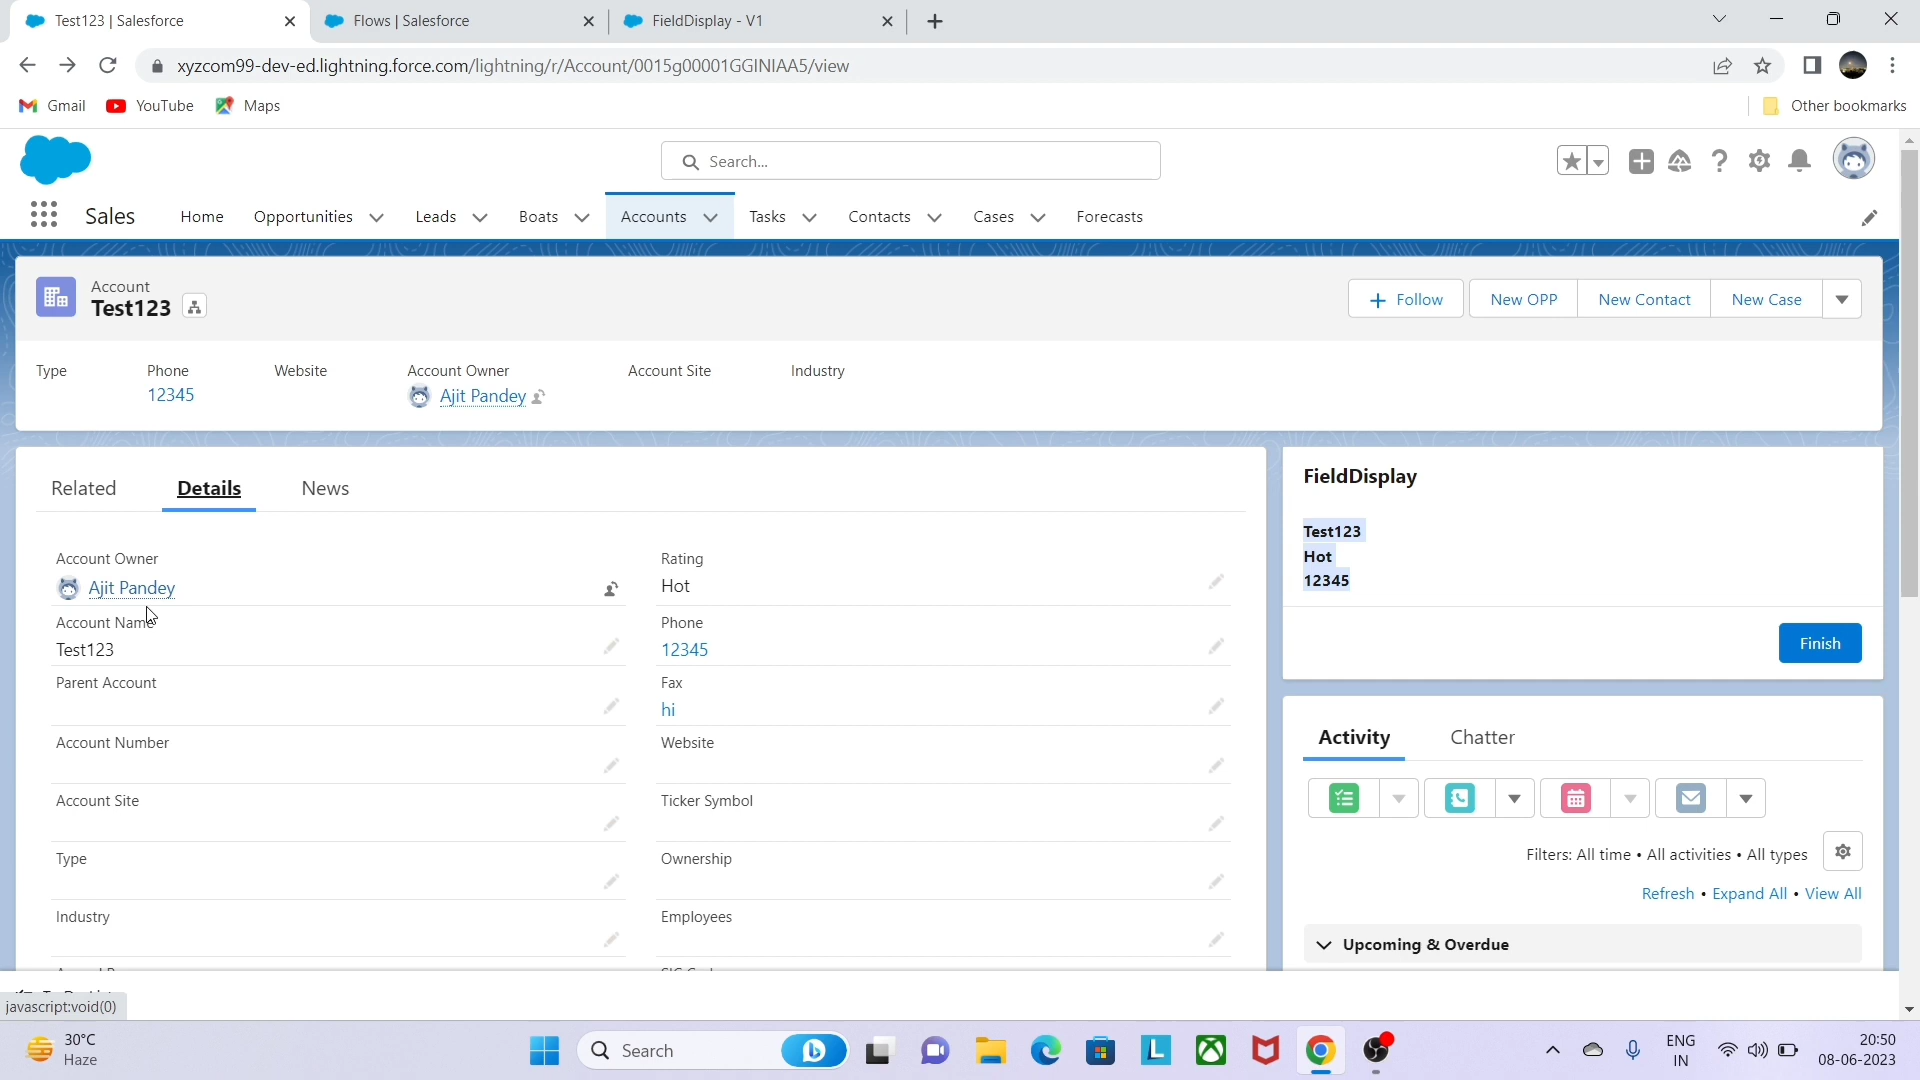 Test123 | Salesforce
Flows | Salesforce
FieldDisplay - V1
xyzcom99-dev-ed.lightning.force.com/lightning/r/Account/0015g00001GGINIAA5/view
Gmail YouTube Maps Other bookmarks
Search...
Sales Home Opportunities Leads Boats Accounts Tasks Contacts Cases Forecasts
Account
Test123
Follow New OPP New Contact New Case
Type Phone Website Account Owner Account Site Industry
12345 Ajit Pandey
Related Details News
Account Owner
Ajit Pandey
Account Name
Test123
Parent Account
Account Number
Account Site
Type
Industry
Rating
Hot
Phone
12345
Fax
hi
Website
Ticker Symbol
Ownership
Employees
FieldDisplay
Test123
Hot
12345
Finish
Activity Chatter
Filters: All time • All activities • All types
Refresh • Expand All • View All
Upcoming & Overdue
javascript:void(0)
30°C
Haze
Search
ENG
IN
20:50
08-06-2023